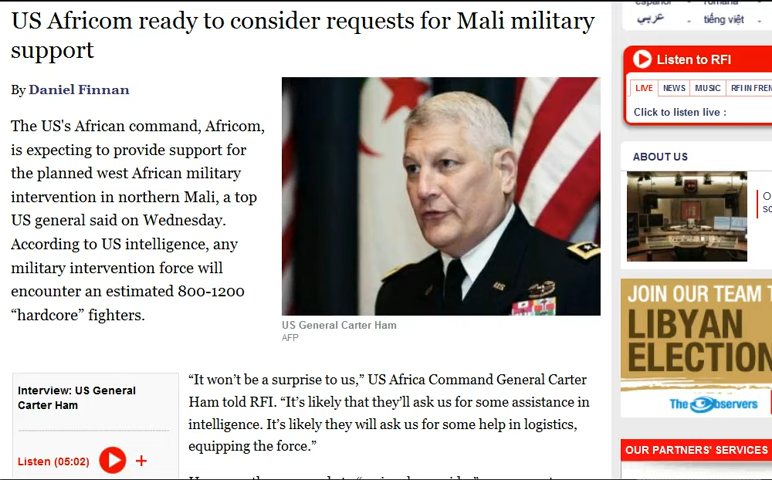 US Africom ready to consider requests for Mali military
support
By Daniel Finnan
The US's African command, Africom,
is expecting to provide support for
the planned west African military
intervention in northern Mali, a top
US general said on Wednesday.
According to US intelligence, any
military intervention force will
encounter an estimated 800-1200
“hardcore” fighters.
US General Carter Ham
AFP
Interview: US General
Carter Ham
Listen (05:02)
“It won't be a surprise to us,” US Africa Command General Carter
Ham told RFI. “It's likely that they'll ask us for some assistance in
intelligence. It's likely they will ask us for some help in logistics,
equipping the force.”
عربي
tiếng việt
Listen to RFI
LIVE NEWS MUSIC RFI IN FREN
Click to listen live :
ABOUT US
JOIN OUR TEAM
LIBYAN
ELECTION
The Observers
OUR PARTNERS' SERVICES